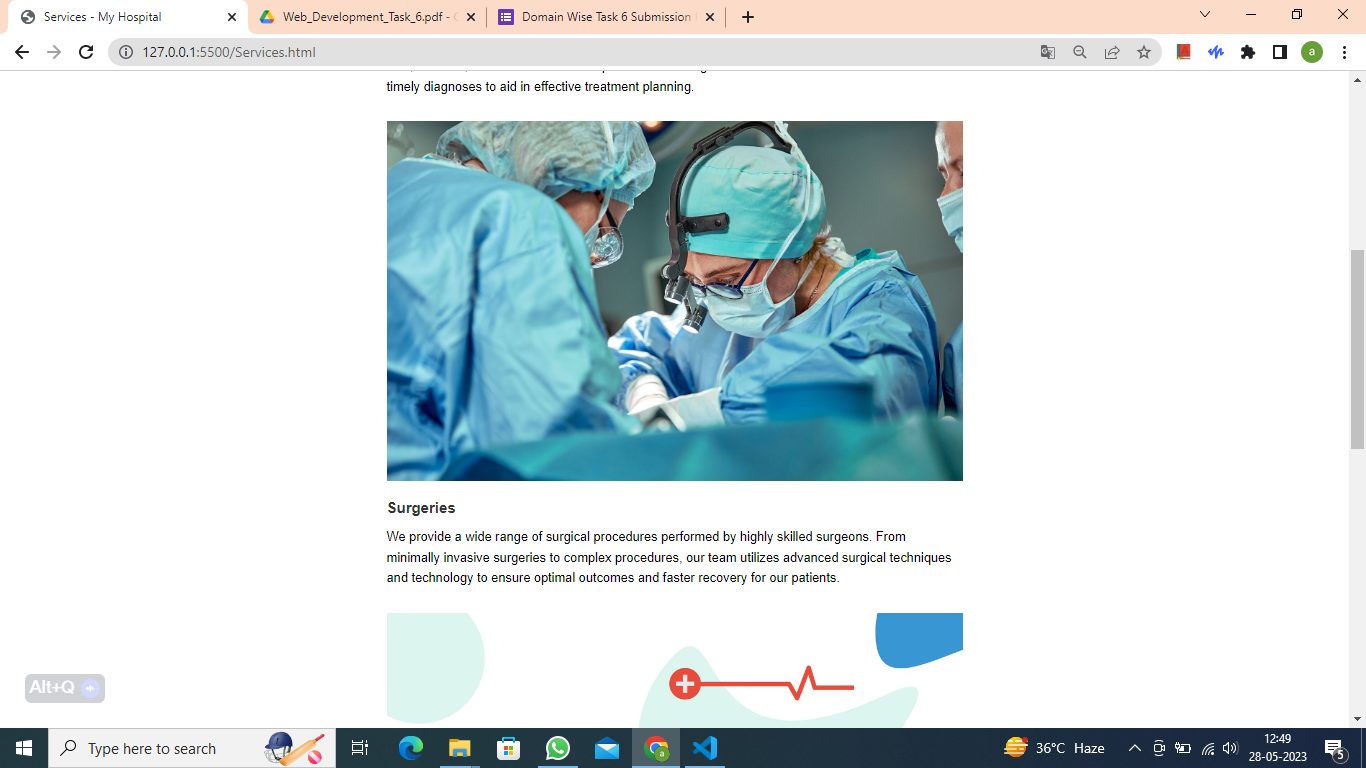 Services - My Hospital
Web_Development_Task_6.pdf -
Domain Wise Task 6 Submission
127.0.0.1:5500/Services.html
a
timely diagnoses to aid in effective treatment planning.
Surgeries
We provide a wide range of surgical procedures performed by highly skilled surgeons. From
minimally invasive surgeries to complex procedures, our team utilizes advanced surgical techniques
and technology to ensure optimal outcomes and faster recovery for our patients.
Alt+Q
Type here to search
a
36°C Haze
12:49
28-05-2023
5